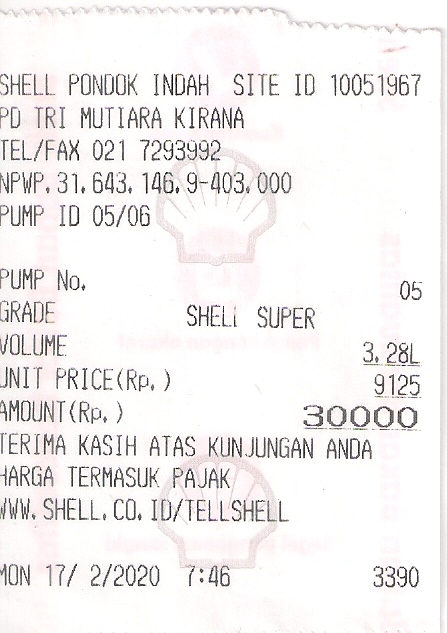 SHELL PONDOK INDAH SITE ID 10051967
PD TRI MUTIARA KIRANA
TEL/FAX 021 7293992
NPWP.31.643.146.9-403.000
PUMP ID 05/06
PUMP No. 05
GRADE SHELL SUPER
VOLUME 3.28L
UNIT PRICE(Rp.) 9125
AMOUNT(Rp.) 30000
TERIMA KASIH ATAS KUNJUNGAN ANDA
HARGA TERMASUK PAJAK
WWW.SHELL.CO.ID/TELLSHELL
MON 17/ 2/2020 7:46 3390